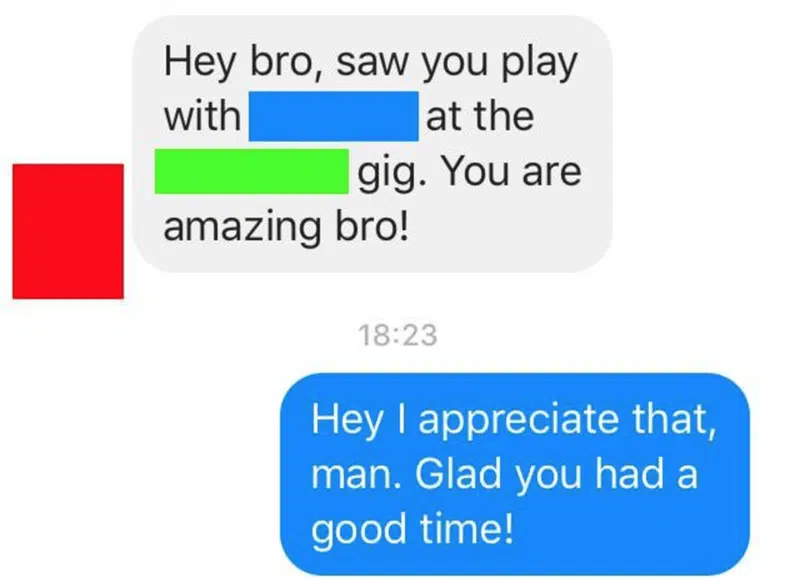 Hey bro, saw you play
with at the
gig. You are
amazing bro!
18:23
Hey I appreciate that,
man. Glad you had a
good time!